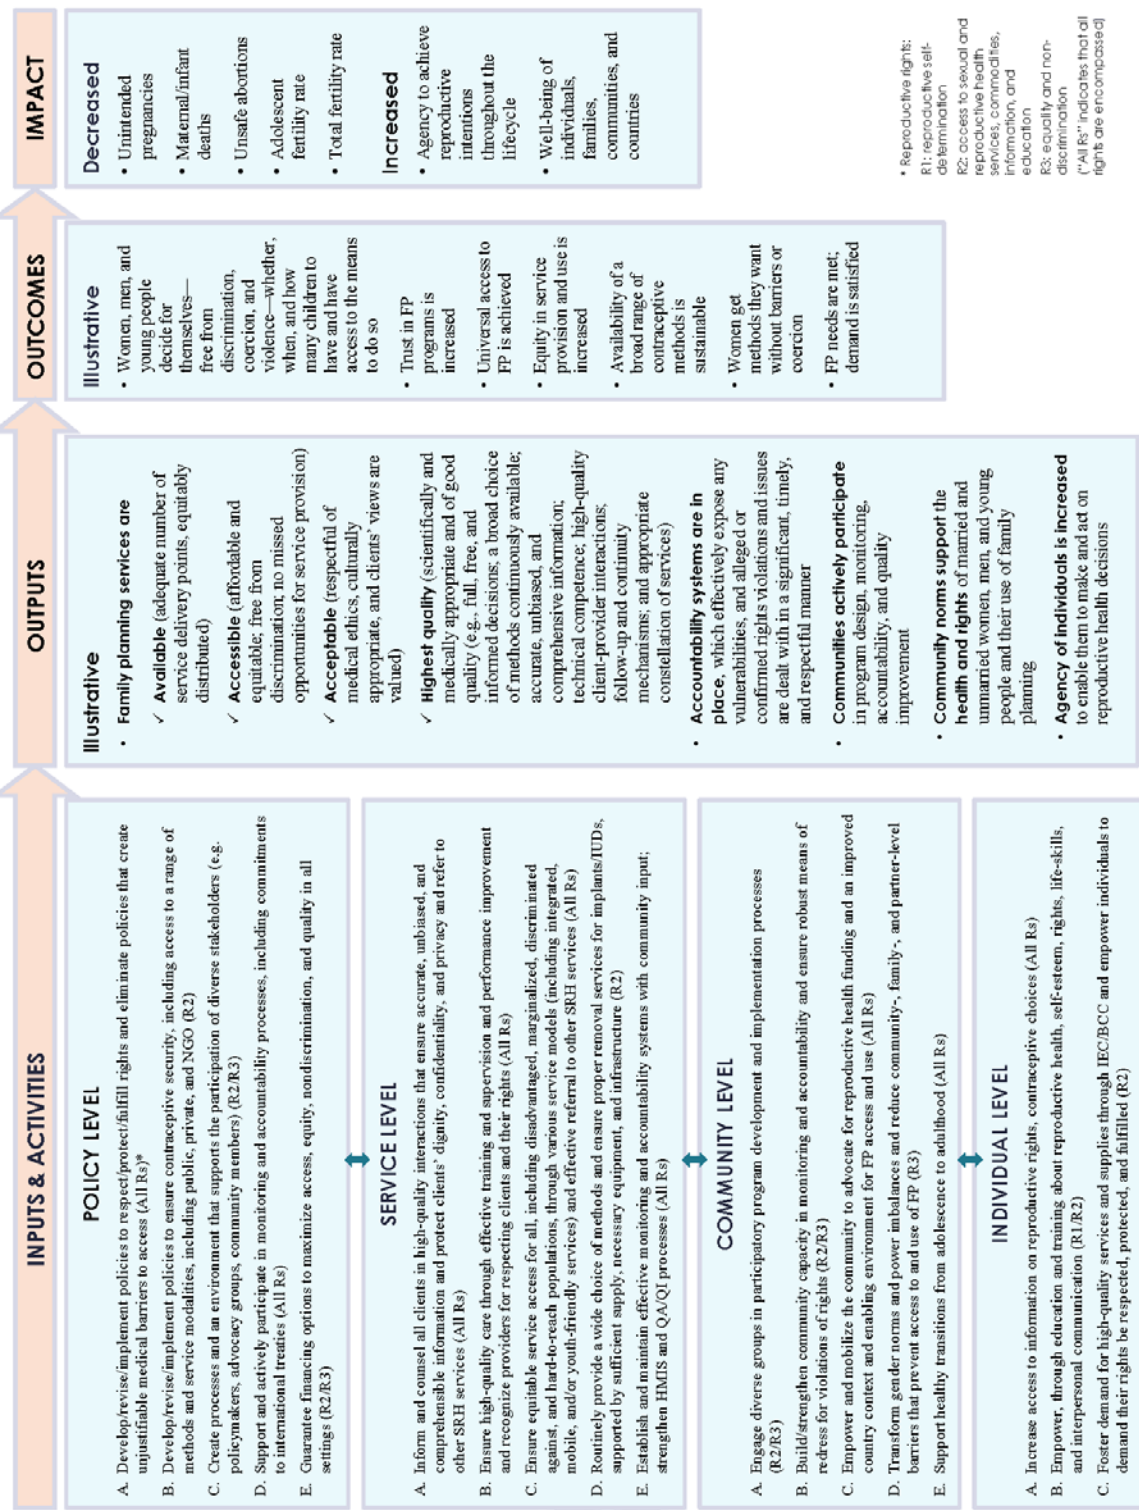 INPUTS & ACTIVITIES
POLICY LEVEL
A. Develop/revise/implement policies to respect/protect/fulfill rights and eliminate policies that create
unjustifiable medical barriers to access (All Rs)*
B. Develop/revise/implement policies to ensure contraceptive security, including access to a range of
methods and service modalities, including public, private, and NGO (R2)
C. Create processes and an environment that supports the participation of diverse stakeholders (e.g.
policymakers, advocacy groups, community members) (R2/R3)
D. Support and actively participate in monitoring and accountability processes, including commitments
to international treaties (All Rs)
E. Guarantee financing options to maximize access, equity, nondiscrimination, and quality in all
settings (R2/R3)
SERVICE LEVEL
A. Inform and counsel all clients in high-quality interactions that ensure accurate, unbiased, and
comprehensible information and protect clients' dignity, confidentiality, and privacy and refer to
other SRH services (All Rs)
B. Ensure high-quality care through effective training and supervision and performance improvement
and recognize providers for respecting clients and their rights (All Rs)
C. Ensure equitable service access for all, including disadvantaged, marginalized, discriminated
against, and hard-to-reach populations, through various service models (including integrated,
mobile, and/or youth-friendly services) and effective referral to other SRH services (All Rs)
D. Routinely provide a wide choice of methods and ensure proper removal services for implants/IUDs,
supported by sufficient supply, necessary equipment, and infrastructure (R2)
E. Establish and maintain effective monitoring and accountability systems with community input;
strengthen HMIS and QA/QI processes (All Rs)
COMMUNITY LEVEL
A. Engage diverse groups in participatory program development and implementation processes
(R2/R3)
B. Build/strengthen community capacity in monitoring and accountability and ensure robust means of
redress for violations of rights (R2/R3)
C. Empower and mobilize the community to advocate for reproductive health funding and an improved
country context and enabling environment for FP access and use (All Rs)
D. Transform gender norms and power imbalances and reduce community-, family-, and partner-level
barriers that prevent access to and use of FP (R3)
E. Support healthy transitions from adolescence to adulthood (All Rs)
INDIVIDUAL LEVEL
A. Increase access to information on reproductive rights, contraceptive choices (All Rs)
B. Empower, through education and training about reproductive health, self-esteem, rights, life-skills,
and interpersonal communication (R1/R2)
C. Foster demand for high-quality services and supplies through IEC/BCC and empower individuals to
demand their rights be respected, protected, and fulfilled (R2)
OUTPUTS
Illustrative
• Family planning services are
✓ Available (adequate number of
service delivery points, equitably
distributed)
✓ Accessible (affordable and
equitable; free from
discrimination; no missed
opportunities for service provision)
✓ Acceptable (respectful of
medical ethics, culturally
appropriate, and clients' views are
valued)
✓ Highest quality (scientifically and
medically appropriate and of good
quality (e.g., full, free, and
informed decisions; a broad choice
of methods continuously available;
accurate, unbiased, and
comprehensive information;
technical competence; high-quality
client-provider interactions;
follow-up and continuity
mechanisms; and appropriate
constellation of services)
• Accountability systems are in
place, which effectively expose any
vulnerabilities, and alleged or
confirmed rights violations and issues
are dealt with in a significant, timely,
and respectful manner
• Communities actively participate
in program design, monitoring,
accountability, and quality
improvement
• Community norms support the
health and rights of married and
unmarried women, men, and young
people and their use of family
planning
• Agency of individuals is increased
to enable them to make and act on
reproductive health decisions
OUTCOMES
Illustrative
• Women, men, and
young people
decide for
themselves—
free from
discrimination,
coercion, and
violence—whether,
when, and how
many children to
have and have
access to the means
to do so
• Trust in FP
programs is
increased
• Universal access to
FP is achieved
• Equity in service
provision and use is
increased
• Availability of a
broad range of
contraceptive
methods is
sustainable
• Women get
methods they want
without barriers or
coercion
• FP needs are met;
demand is satisfied
IMPACT
Decreased
• Unintended
pregnancies
• Maternal/infant
deaths
• Unsafe abortions
• Adolescent
fertility rate
• Total fertility rate
Increased
• Agency to achieve
reproductive
intentions
throughout the
lifecycle
• Well-being of
individuals,
families,
communities, and
countries
* Reproductive rights:
R1: reproductive self-
determination
R2: access to sexual and
reproductive health
services, commodities,
information, and
education
R3: equality and non-
discrimination
("All Rs" indicates that all
rights are encompassed)